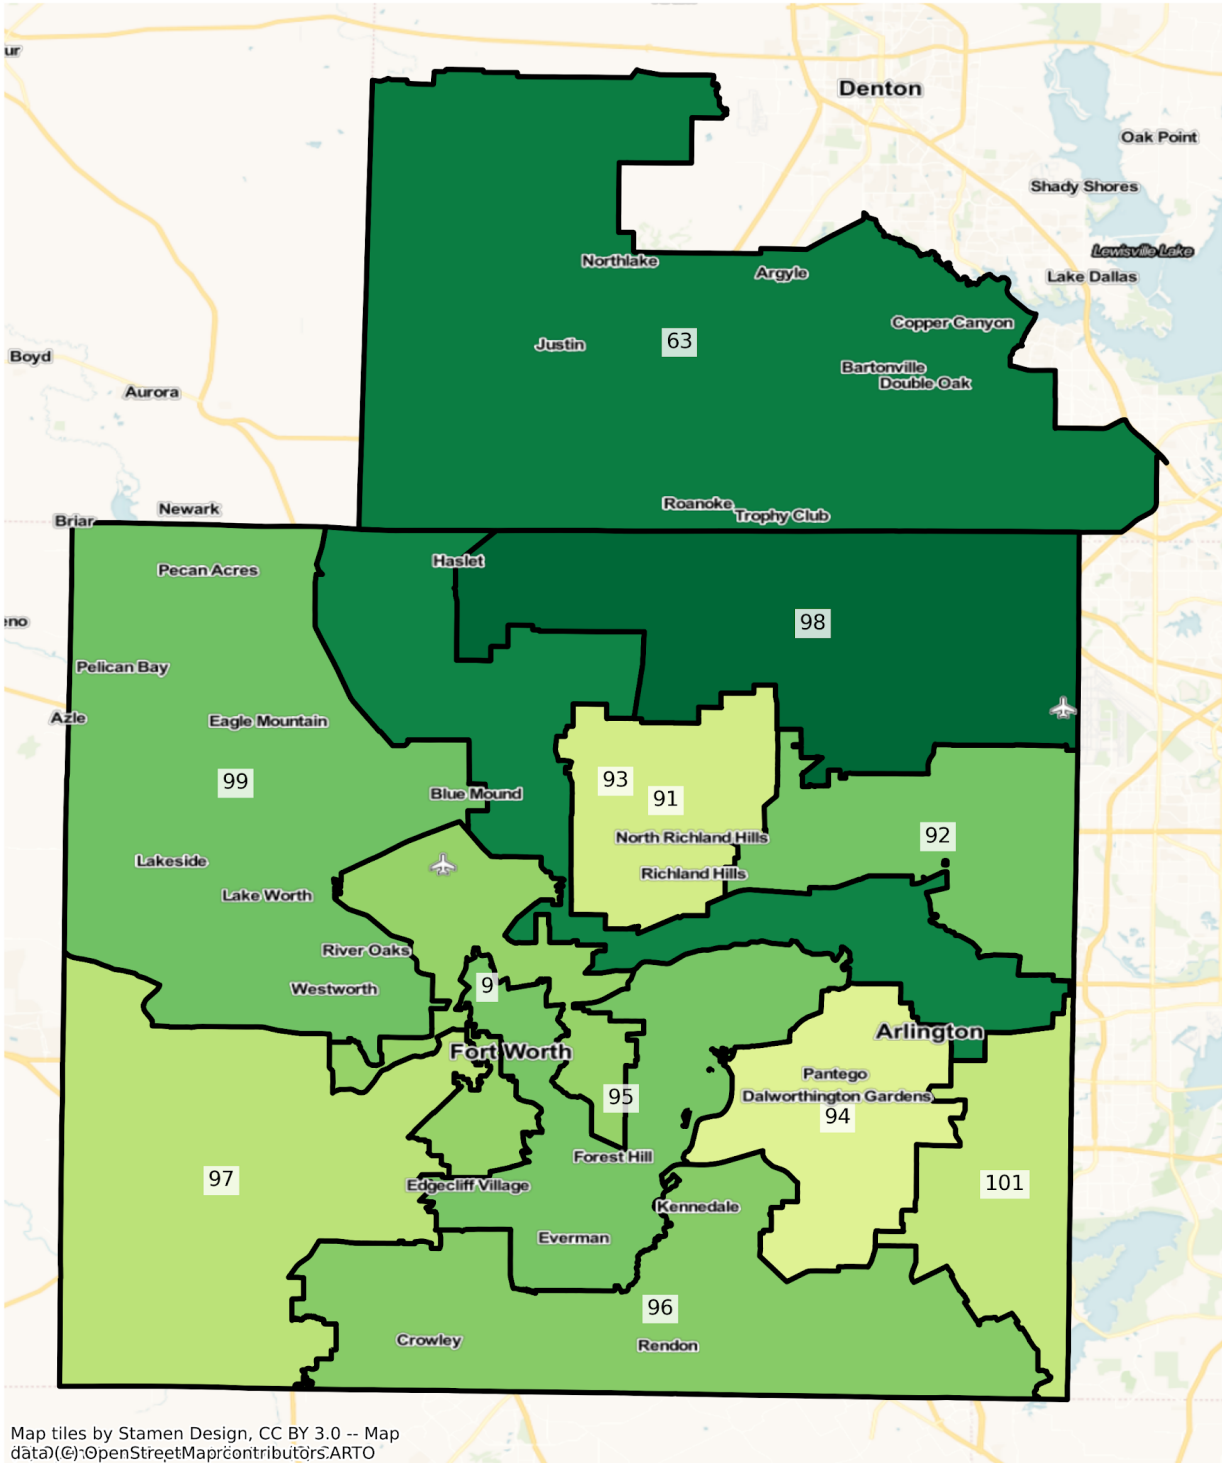 ur
Denton
Oak Point
Shady Shores
Lewisville Lake
Northlake
Argyle
Lake Dallas
Copper Canyon
Justin
63
Boyd
Bartonville
Double Oak
Aurora
Roanoke
Newark
Trophy Club
Briar
Haslet
Pecan Acres
eno
98
Pelican Bay
Azle
Eagle Mountain
99
93
Blue Mound
91
North Richland Hills
92
Lakeside
Richland Hills
Lake Worth
River Oaks
9
Westworth
Arlington
Fort Worth
Pantego
95
Dalworthington Gardens
94
Forest Hill
97
Edgecliff Village
101
Kennedale
Everman
96
Crowley
Rendon
Map tiles by Stamen Design, CC BY 3.0 -- Map
data (C) OpenStreetMap contributors CARTO